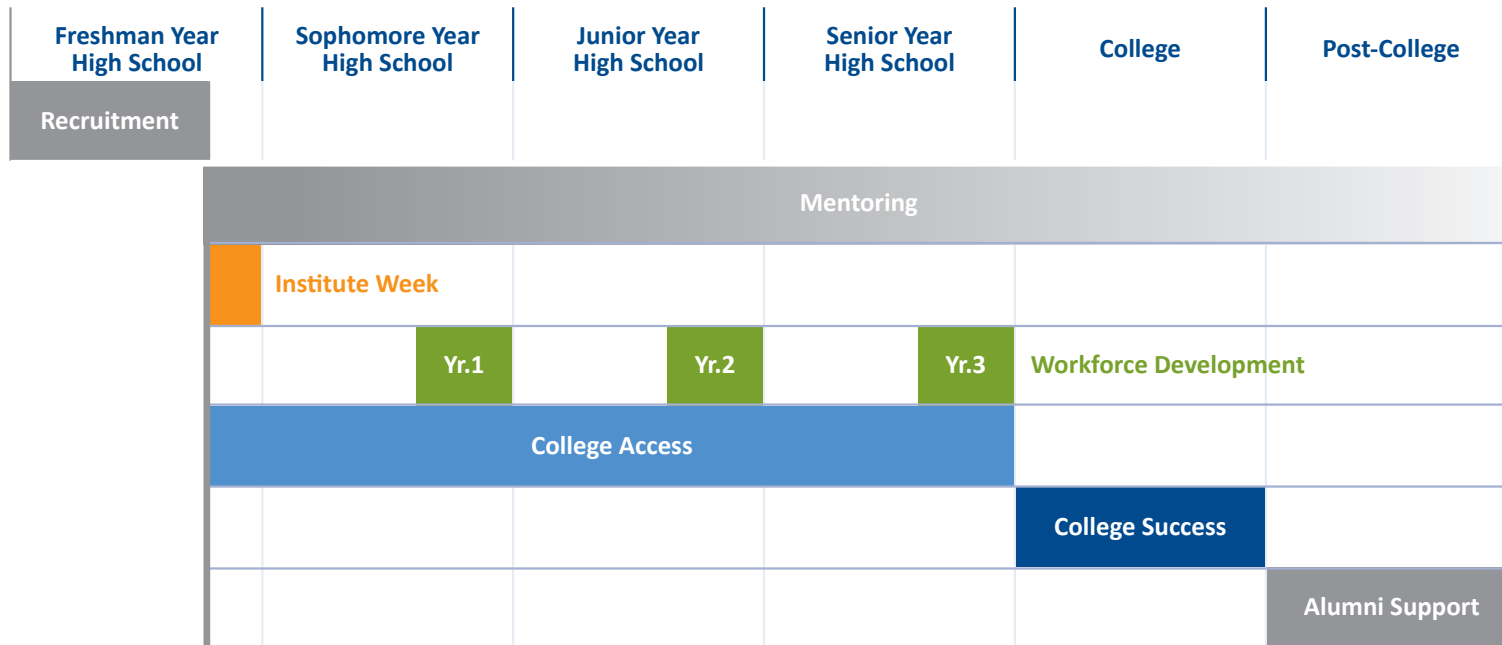 Freshman Year
High School
Sophomore Year
High School
Junior Year
High School
Senior Year
High School
College
Post-College
Recruitment
Mentoring
Institute Week
Yr.1
Yr.2
Yr.3
Workforce Development
College Access
College Success
Alumni Support